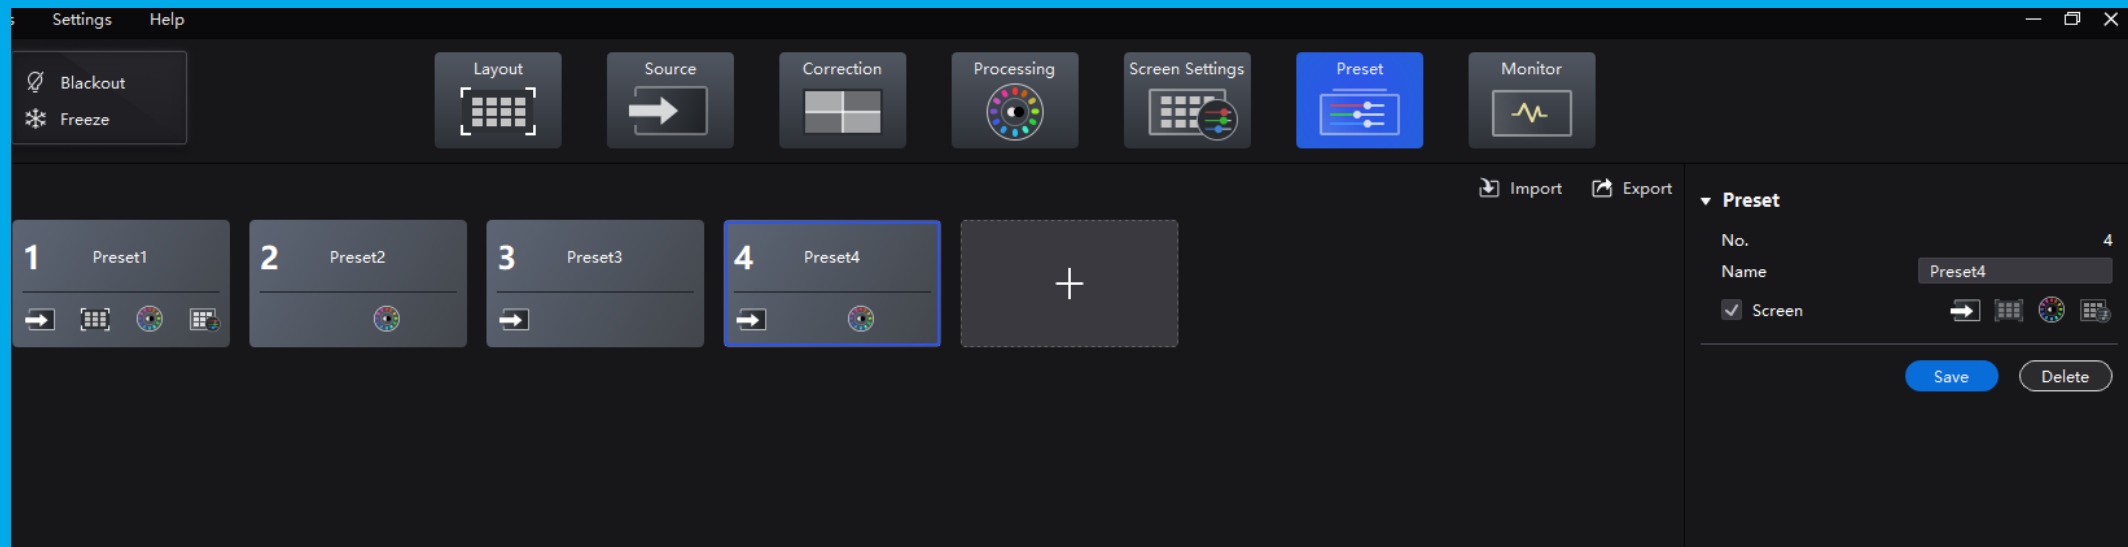 Settings Help
Blackout
Freeze
Layout Source Correction Processing Screen Settings Preset Monitor
Import Export
1 Preset1
2 Preset2
3 Preset3
4 Preset4
+
Preset
No. 4
Name Preset4
Screen
Save Delete